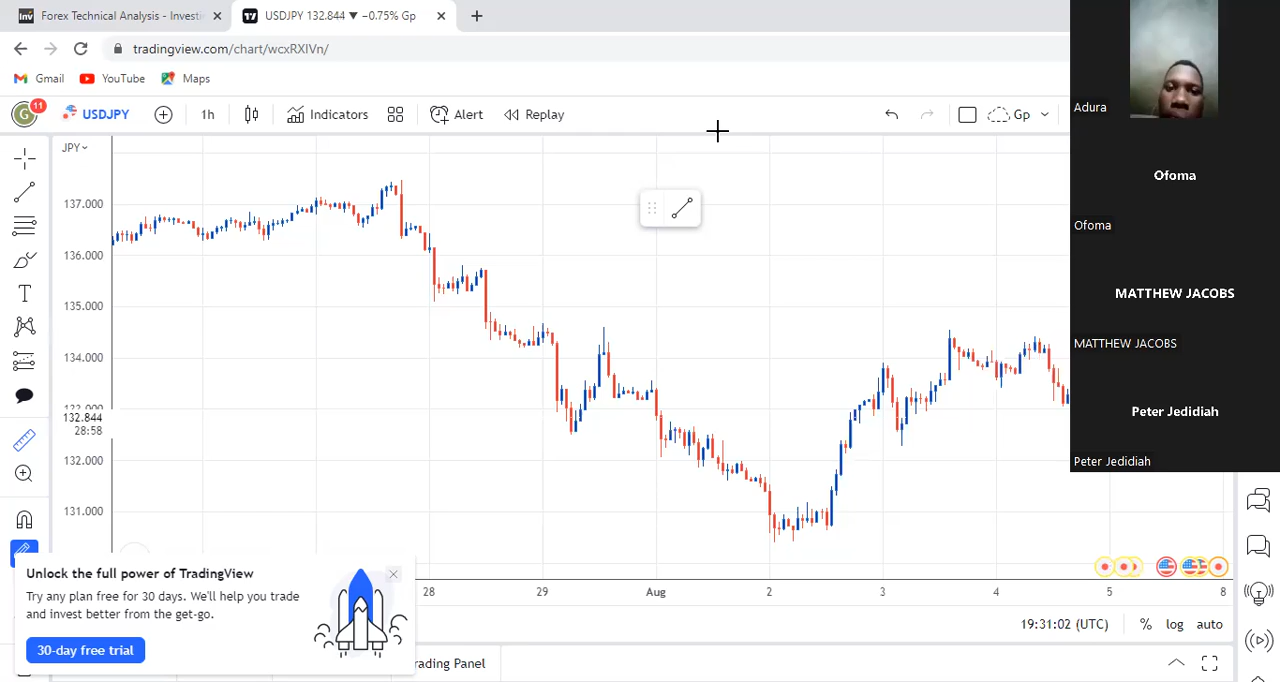 Forex Technical Analysis - Investi
USDJPY 132.844 ▼ −0.75% Gp
tradingview.com/chart/wcxRXIVn/
Gmail
YouTube
Maps
11
G
USDJPY
1h
Indicators
Alert
Replay
Gp
JPY
137.000
136.000
135.000
134.000
132.000
132.844
28:58
132.000
131.000
Adura
Ofoma
Ofoma
MATTHEW JACOBS
MATTHEW JACOBS
Peter Jedidiah
Peter Jedidiah
Unlock the full power of TradingView
Try any plan free for 30 days. We'll help you trade
and invest better from the get-go.
30-day free trial
28
29
Aug
2
3
4
5
8
19:31:02 (UTC)
%
log
auto
rading Panel